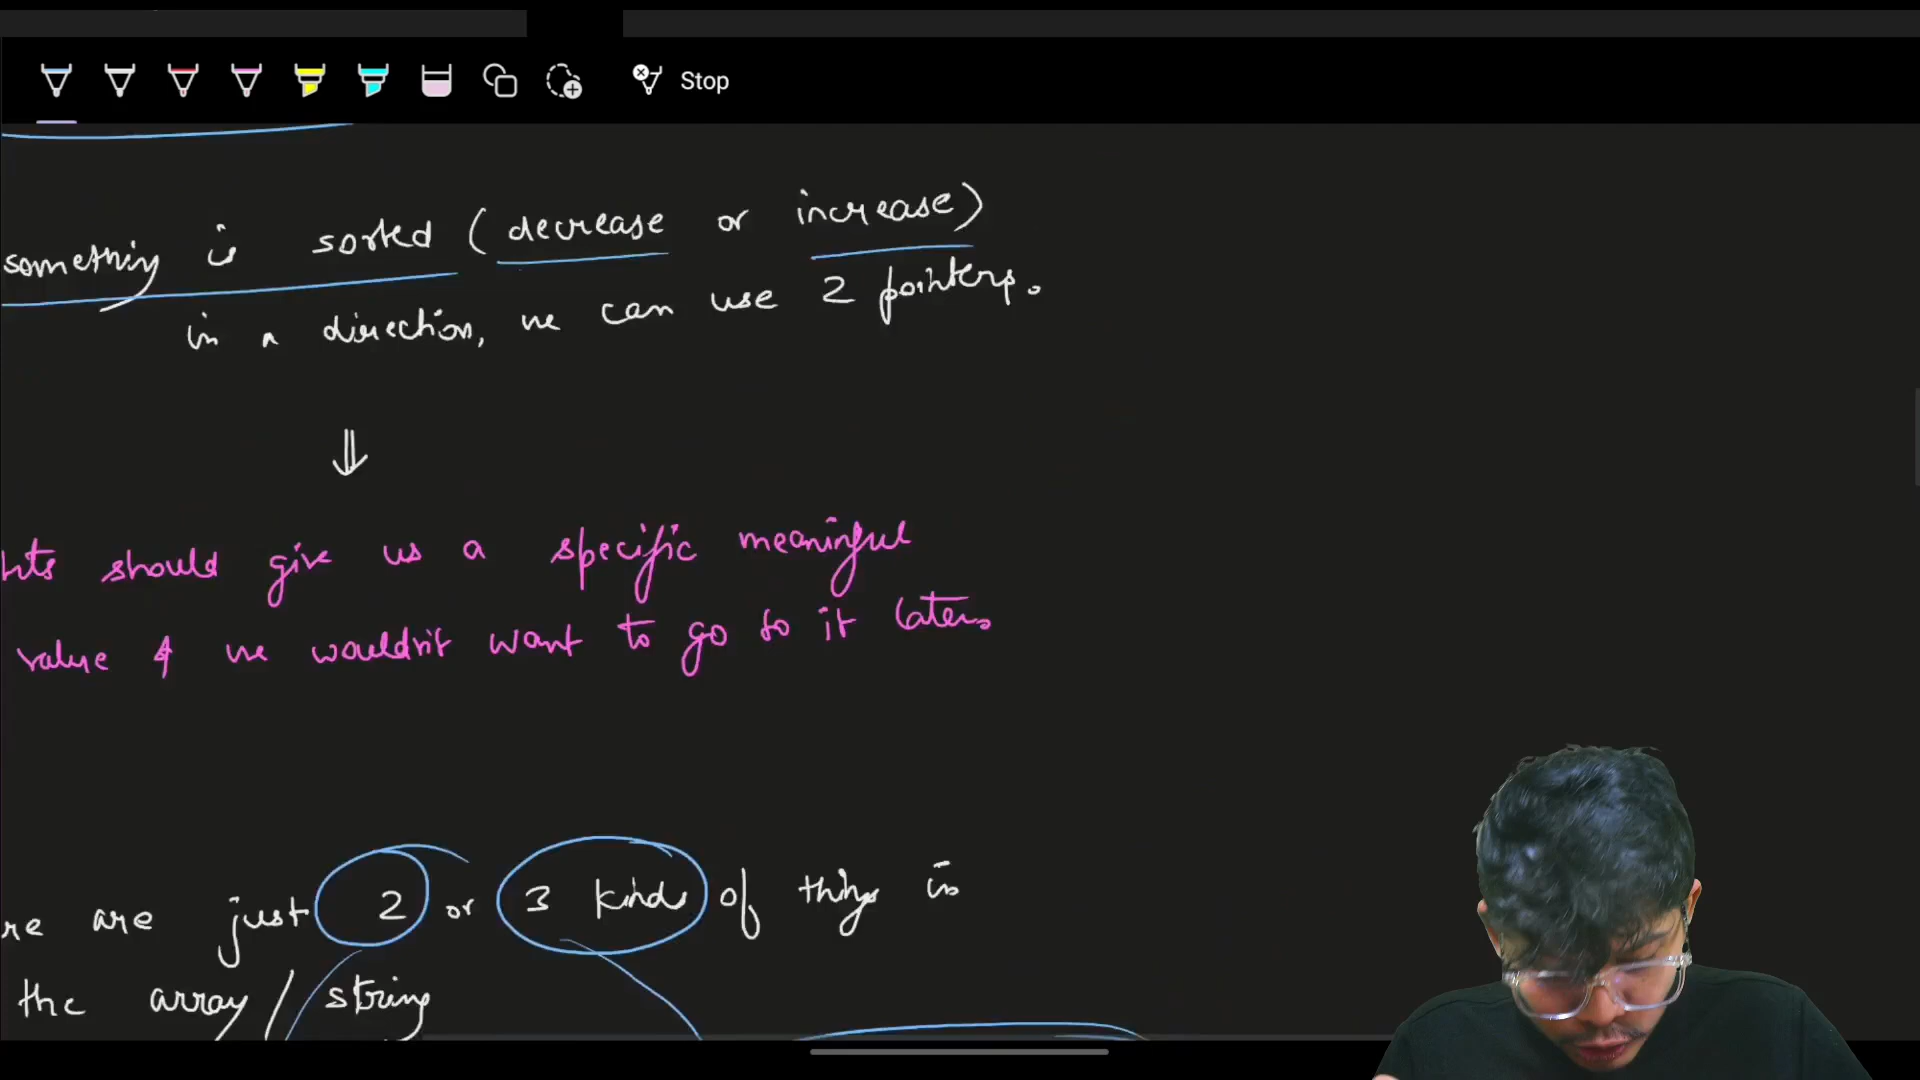 Stop
something is sorted (decrease or increase)
in a direction, we can use 2 pointers.
should give us a specific meaningful
value & we wouldn't want to go to it later.
re are just 2 or 3 kinds of things in
the array / string